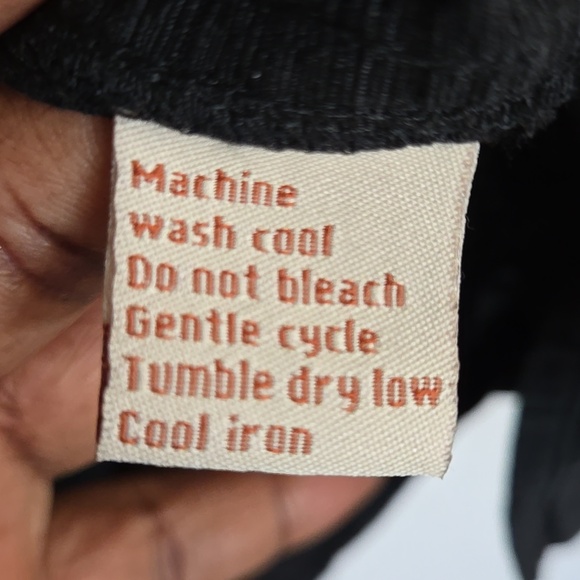 Machine
wash cool
Do not bleach
Gentle cycle
Tumble dry low
Cool iron